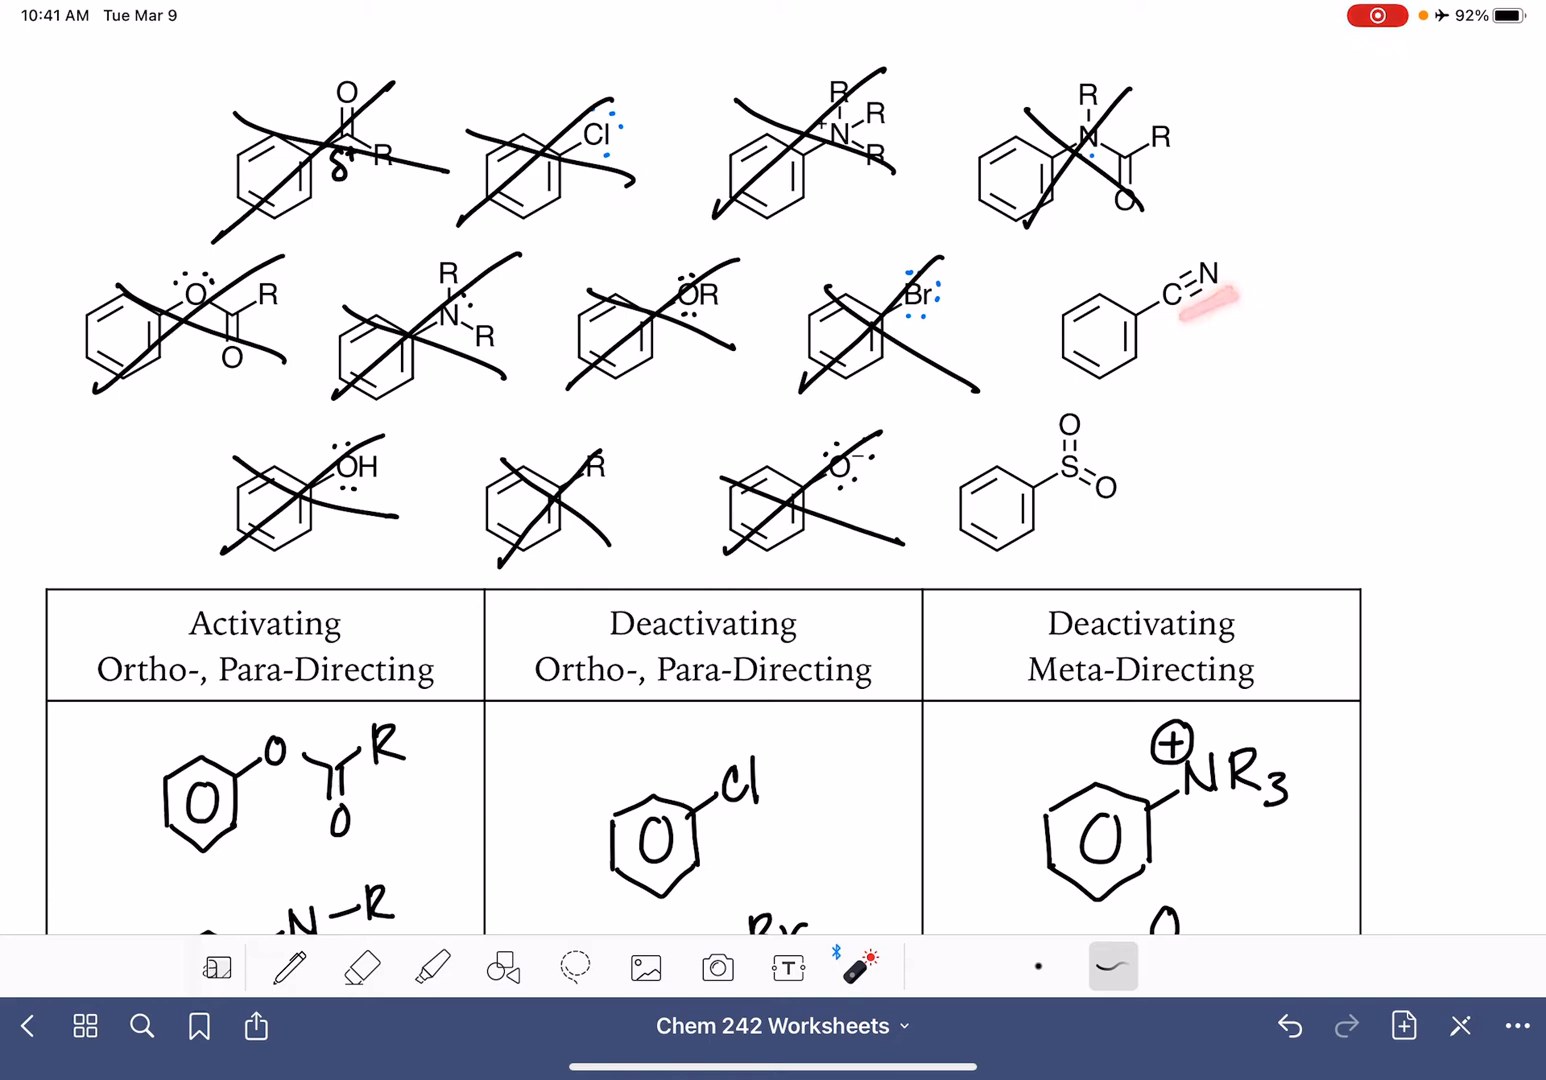 10:41 AM Tue Mar 9
92%
O
R
δ+
Cl
R
R
+N
R
R
N
R
O
O
R
O
R
N
R
OR
Br
C
N
OH
R
O−
O
S
O
Activating
Ortho-, Para-Directing
Deactivating
Ortho-, Para-Directing
Deactivating
Meta-Directing
O
R
O
Cl
+
NR3
N–R
Br
O
T
Chem 242 Worksheets